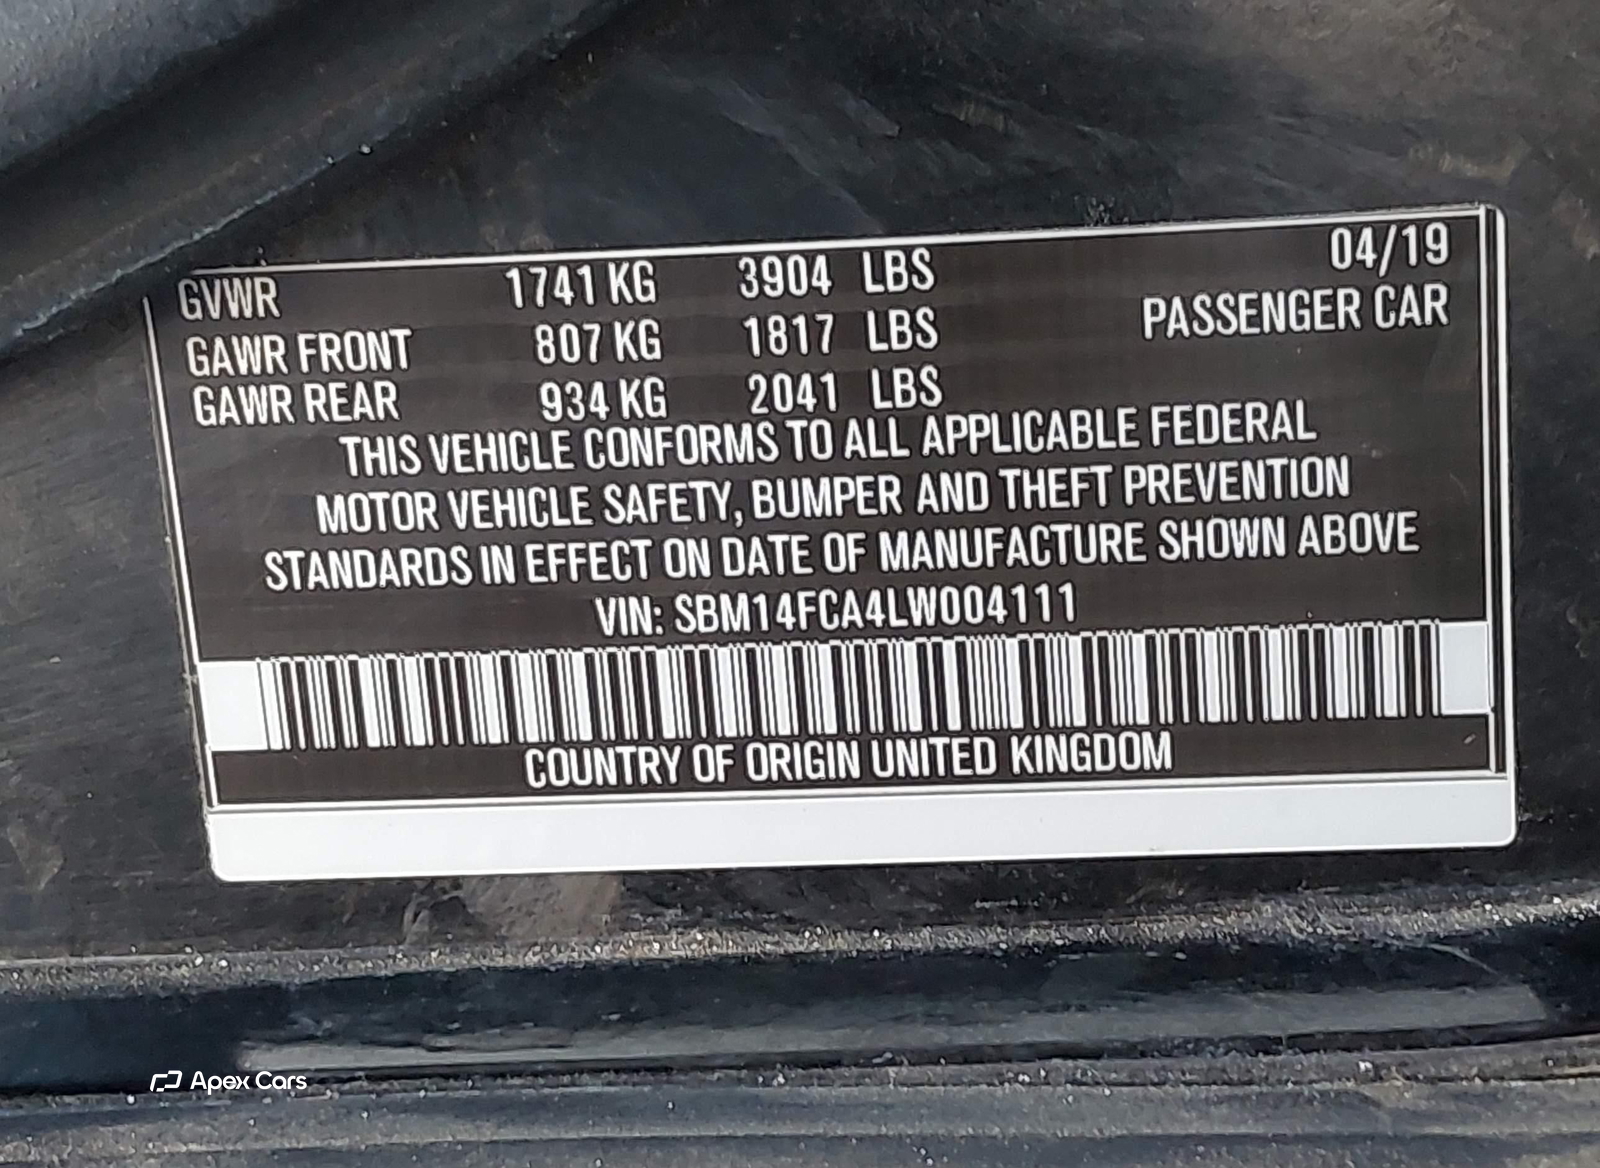 GVWR 1741 KG 3904 LBS 04/19
GAWR FRONT 807 KG 1817 LBS PASSENGER CAR
GAWR REAR 934 KG 2041 LBS
THIS VEHICLE CONFORMS TO ALL APPLICABLE FEDERAL
MOTOR VEHICLE SAFETY, BUMPER AND THEFT PREVENTION
STANDARDS IN EFFECT ON DATE OF MANUFACTURE SHOWN ABOVE
VIN: SBM14FCA4LW004111
COUNTRY OF ORIGIN UNITED KINGDOM
Apex Cars